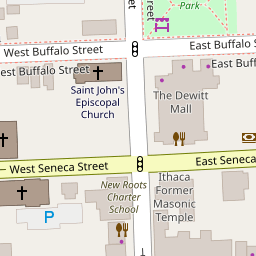 Park
Street
West Buffalo Street
East Buffalo S
West Buffalo Street
East Buf
Saint John's
Episcopal
Church
The Dewitt
Mall
West Seneca Street
East Seneca
New Roots
Charter
School
Ithaca
Former
Masonic
Temple
P